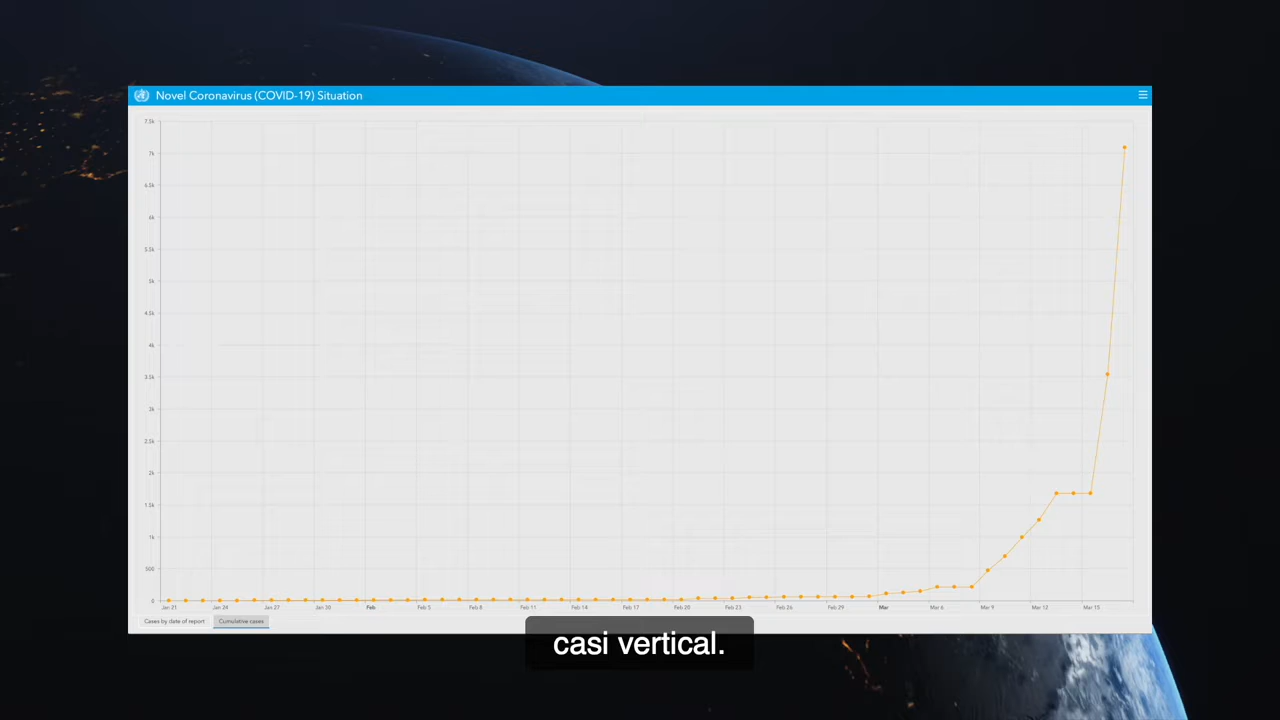 Novel Coronavirus (COVID-19) Situation
7.5k
7k
6.5k
6k
5.5k
5k
4.5k
4k
3.5k
3k
2.5k
2k
1.5k
1k
500
0
Jan 21 Jan 24 Jan 27 Jan 30 Feb Feb 5 Feb 8 Feb 11 Feb 14 Feb 17 Feb 20 Feb 23 Feb 26 Feb 29 Mar Mar 6 Mar 9 Mar 12 Mar 15
Cases by date of report Cumulative cases
casi vertical.